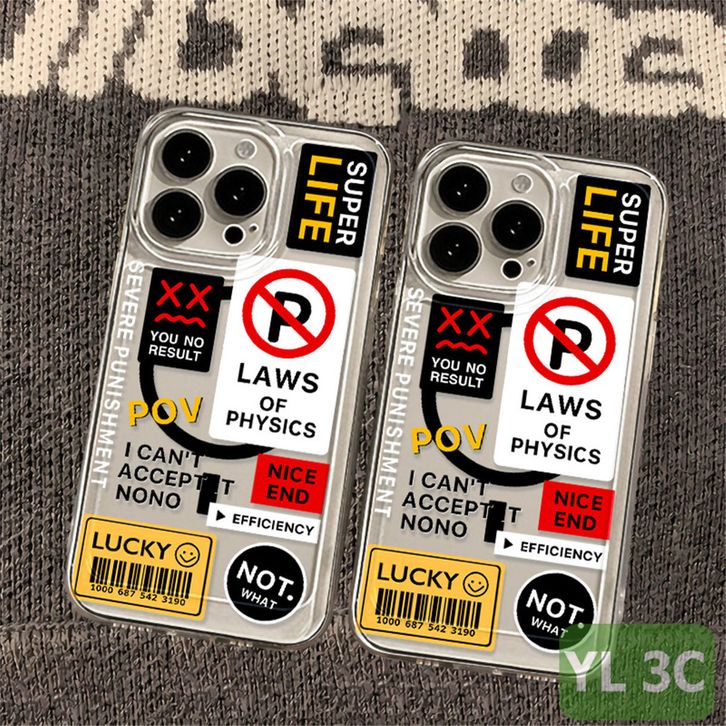 SUPER
LIFE
SEVERE PUNISHMENT
XX
YOU NO
RESULT
P
LAWS
OF
PHYSICS
POV
I CAN'T
ACCEPT IT
NONO
NICE
END
▶ EFFICIENCY
LUCKY
1000 687 542 3190
NOT.
WHAT
SUPER
LIFE
SEVERE PUNISHMENT
XX
YOU NO
RESULT
P
LAWS
OF
PHYSICS
POV
I CAN'T
ACCEPT IT
NONO
NICE
END
▶ EFFICIENCY
LUCKY
1000 687 542 3190
NOT.
WHAT
YL 3C